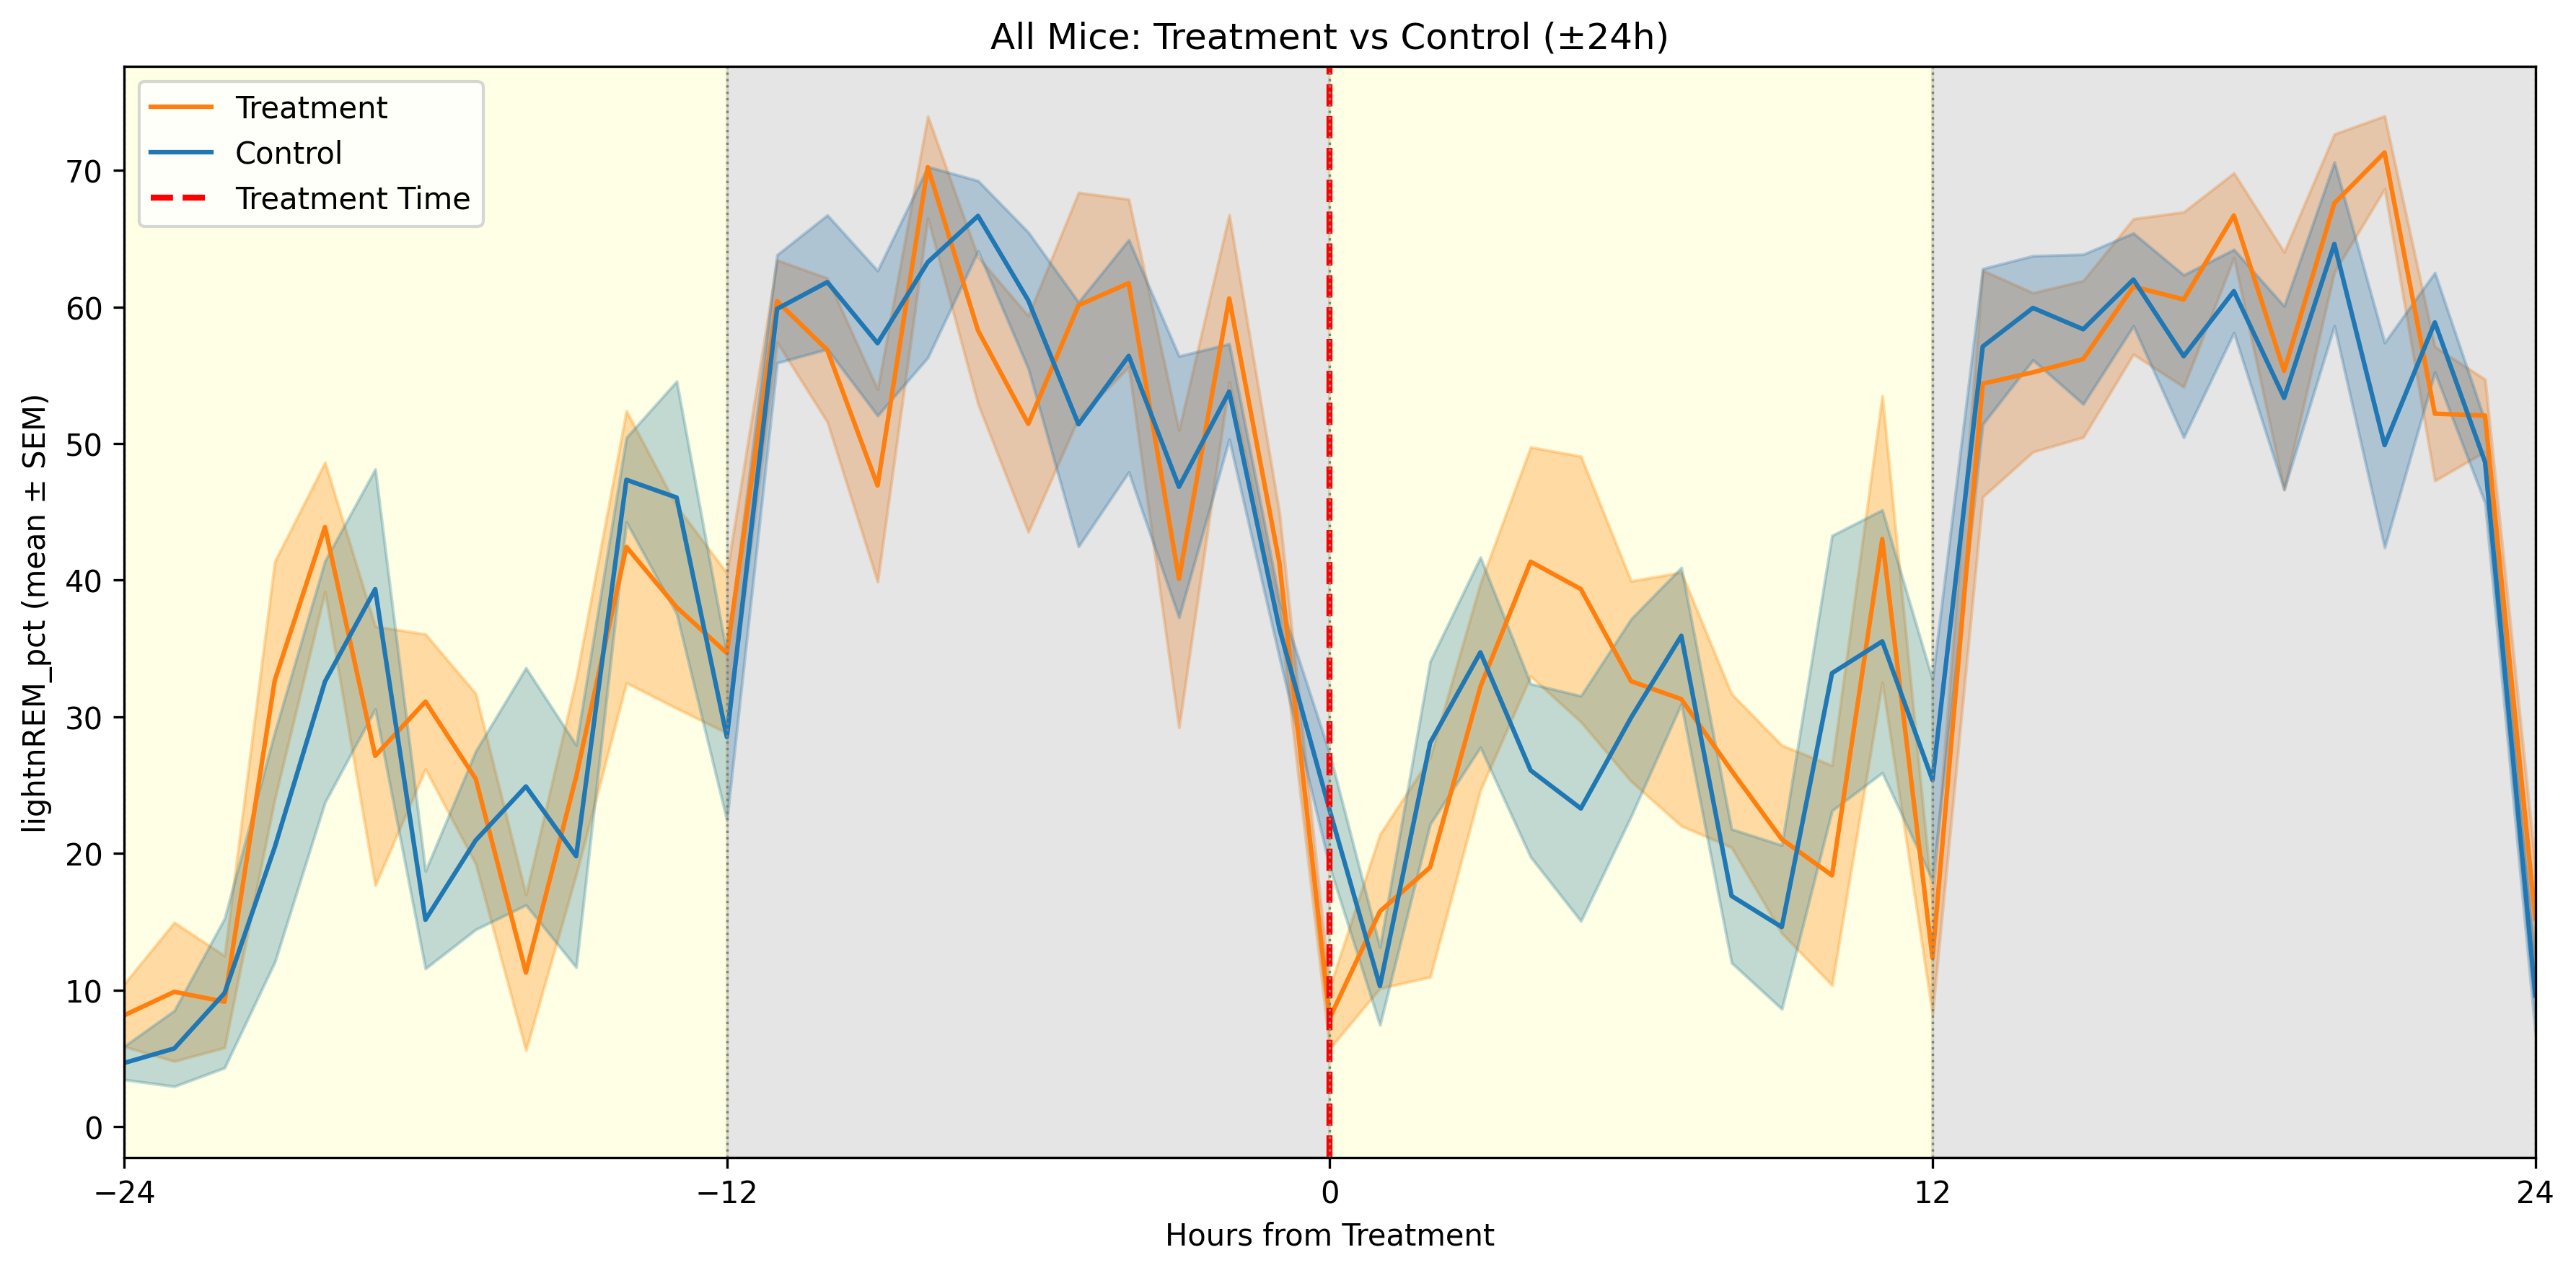 All Mice: Treatment vs Control (±24h)
Treatment
Control
Treatment Time
lightnREM_pct (mean ± SEM)
70
60
50
40
30
20
10
0
−24
−12
0
12
24
Hours from Treatment